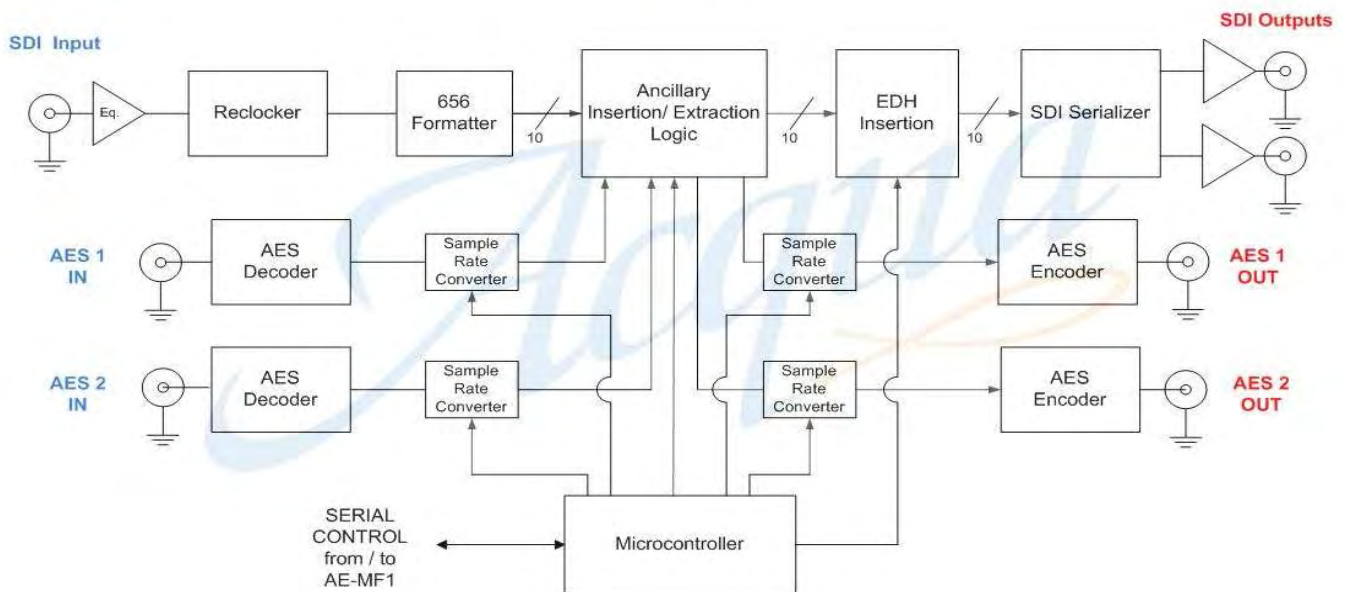 SDI Outputs
SDI Input
Eq.
Reclocker
656
Formatter
10
Ancillary
Insertion/ Extraction
Logic
10
EDH
Insertion
10
SDI Serializer
AES 1
IN
AES
Decoder
Sample
Rate
Converter
Sample
Rate
Converter
AES
Encoder
AES 1
OUT
AES 2
IN
AES
Decoder
Sample
Rate
Converter
Sample
Rate
Converter
AES
Encoder
AES 2
OUT
SERIAL
CONTROL
from / to
AE-MF1
Microcontroller
Acqua